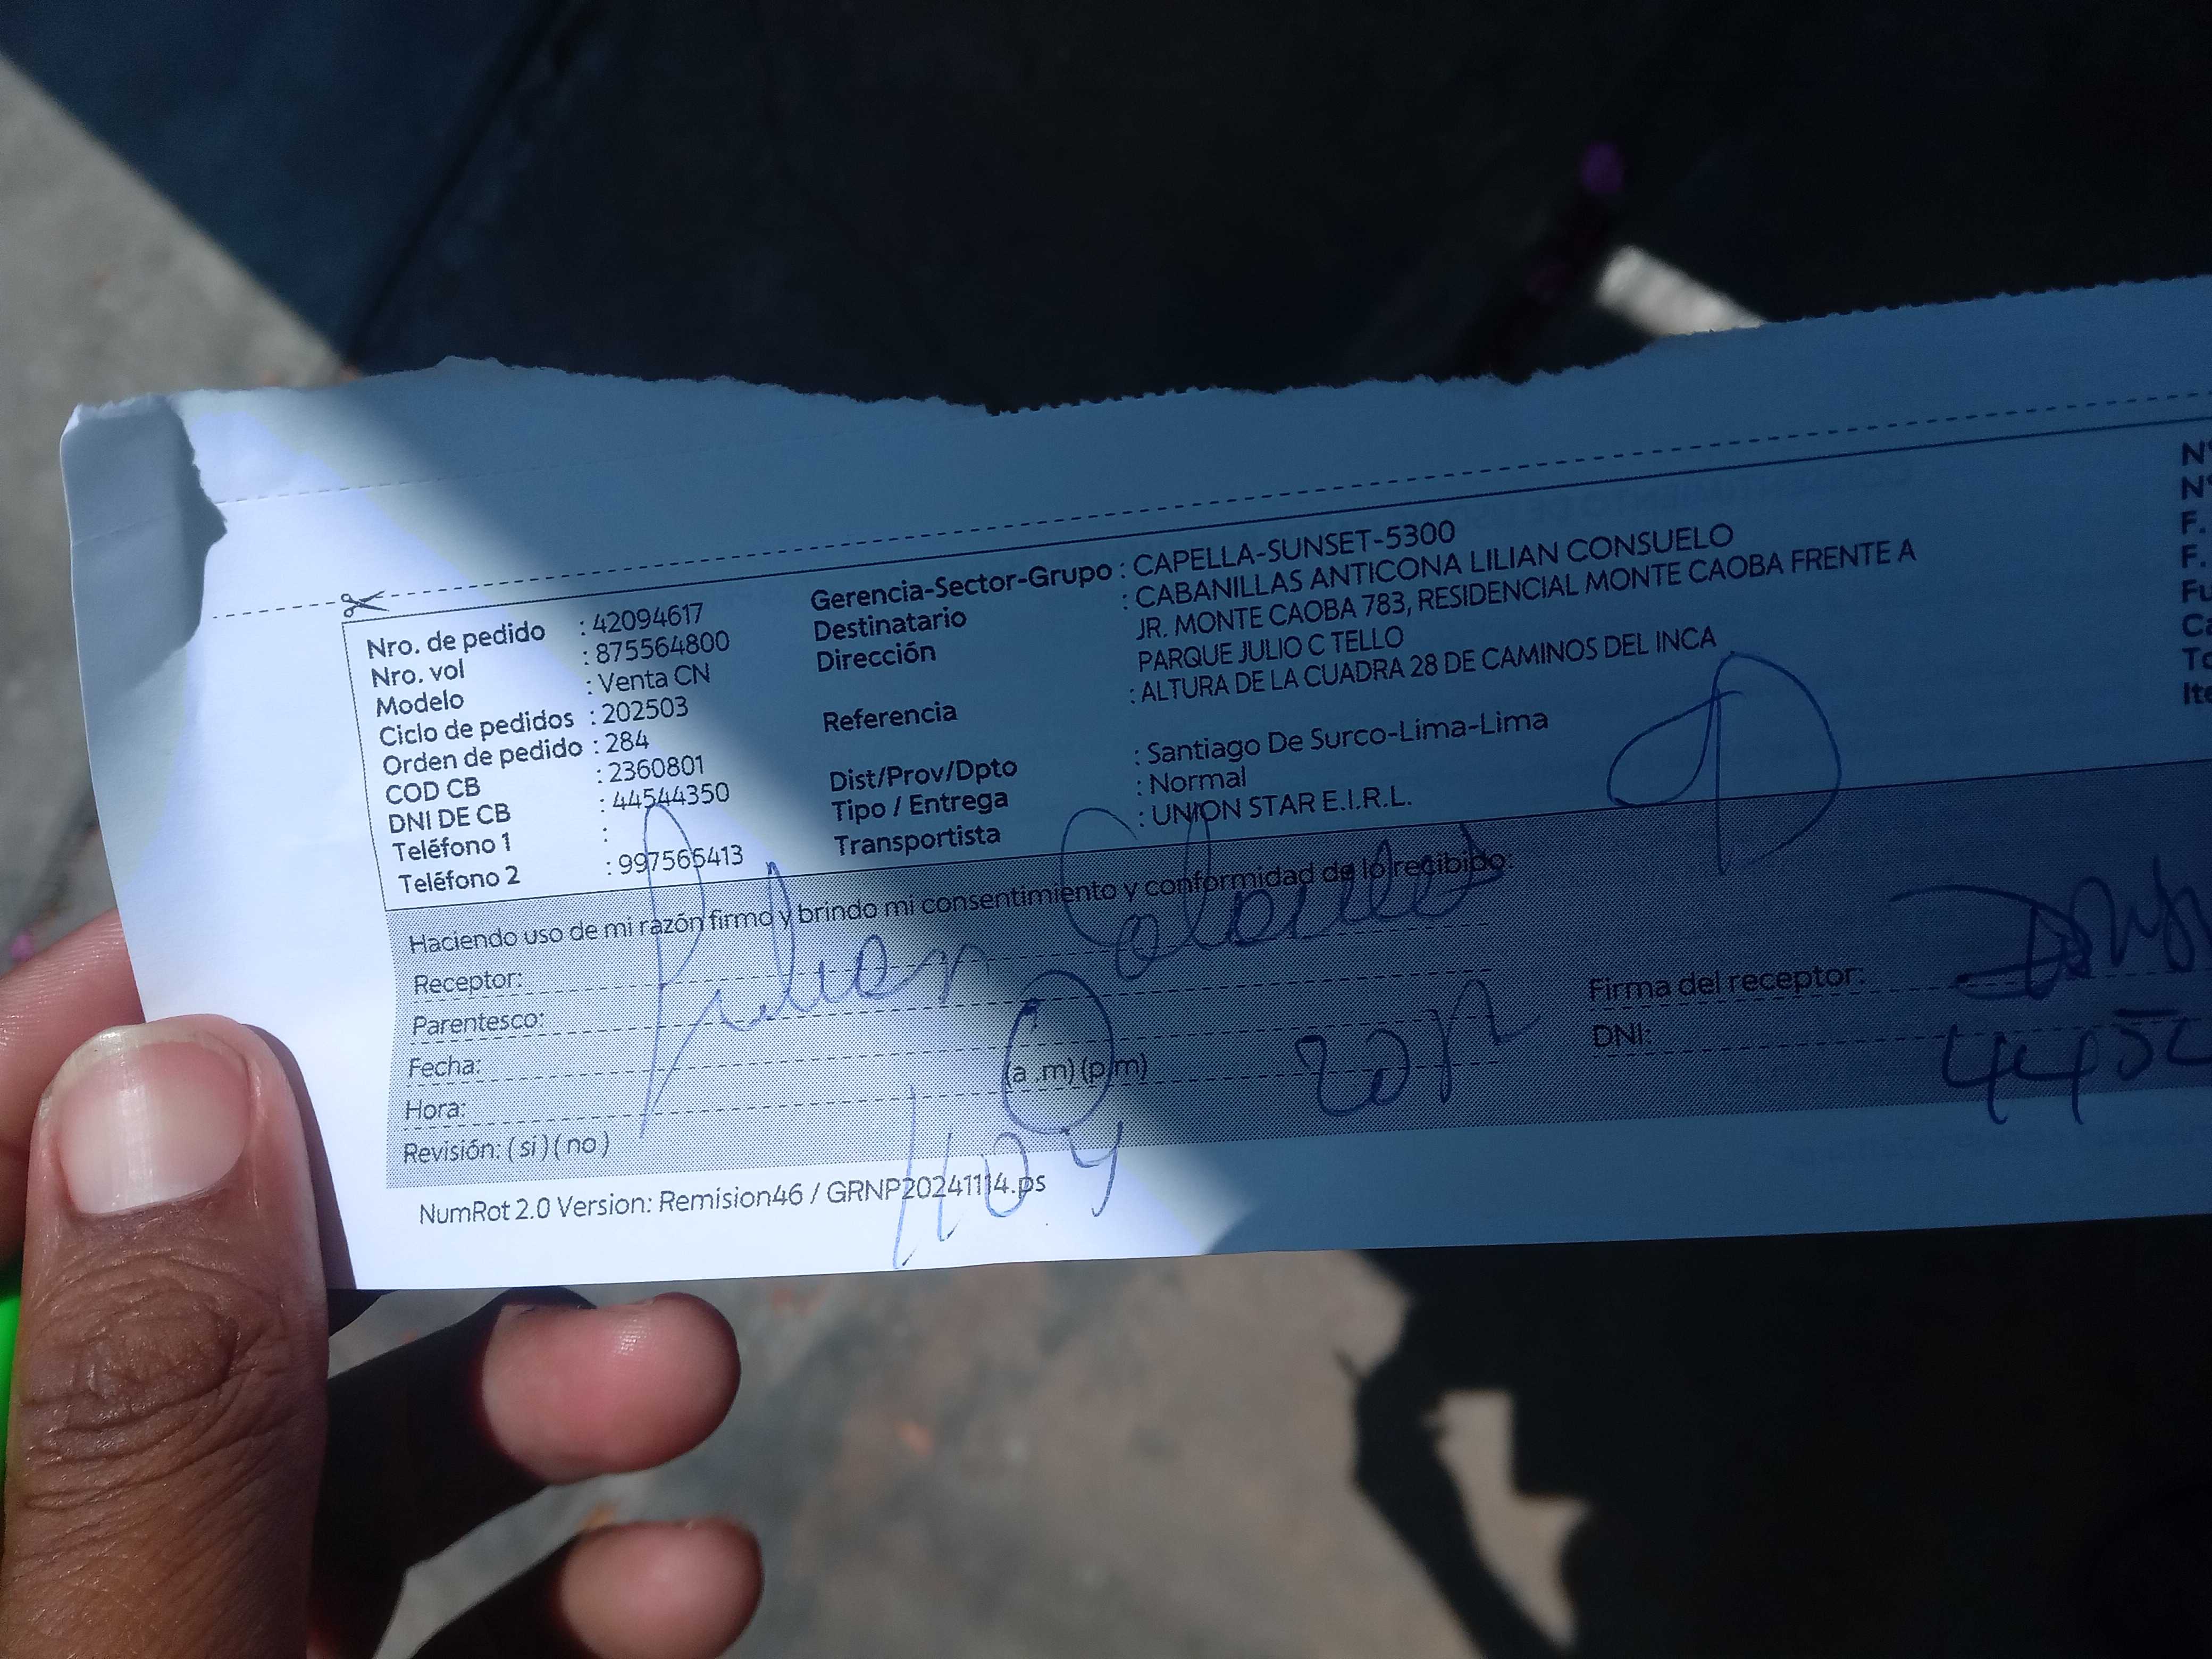 Nro. de pedido : 42094617
Nro. vol : 875564800
Modelo : Venta CN
Ciclo de pedidos : 202503
Orden de pedido : 284
COD CB : 2360801
DNI DE CB : 44544350
Teléfono 1 :
Teléfono 2 : 997565413
Gerencia-Sector-Grupo : CAPELLA-SUNSET-5300
Destinatario : CABANILLAS ANTICONA LILIAN CONSUELO
Dirección JR. MONTE CAOBA 783, RESIDENCIAL MONTE CAOBA FRENTE A
PARQUE JULIO C TELLO
Referencia : ALTURA DE LA CUADRA 28 DE CAMINOS DEL INCA
Dist/Prov/Dpto : Santiago De Surco-Lima-Lima
Tipo / Entrega : Normal
Transportista : UNION STAR E.I.R.L.
N°
N°
F.
F.
Fu
Ca
To
Ite
Haciendo uso de mi razón firmo y brindo mi consentimiento y conformidad de lo recibido:
Receptor:
Parentesco:
Fecha:
Hora: (a .m) (p.m)
Revisión: ( si ) ( no )
Firma del receptor:
DNI:
NumRot 2.0 Version: Remision46 / GRNP20241114.ps